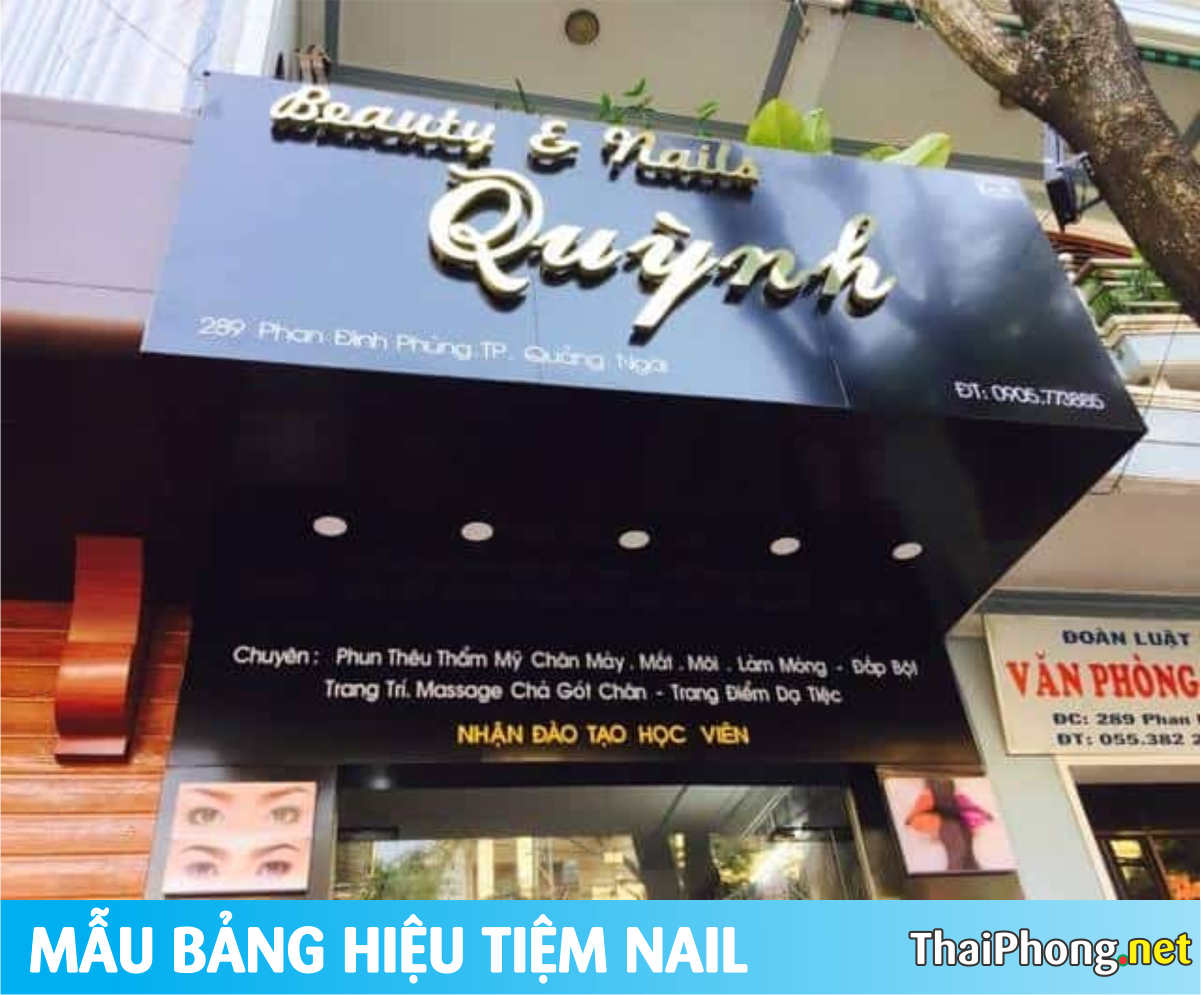 Beauty & Nails
Quỳnh
289 Phan Đình Phùng.TP. Quảng Ngãi
ĐT: 0905.773885
Chuyên : Phun Thêu Thẩm Mỹ Chân Mày . Mắt . Môi . Làm Móng - Đắp Bột
Trang Trí. Massage Chà Gót Chân - Trang Điểm Dạ Tiệc
NHẬN ĐÀO TẠO HỌC VIÊN
ĐOÀN LUẬT
VĂN PHÒNG
ĐC: 289 Phan
ĐT: 055.382 2
MẪU BẢNG HIỆU TIỆM NAIL
ThaiPhong.net